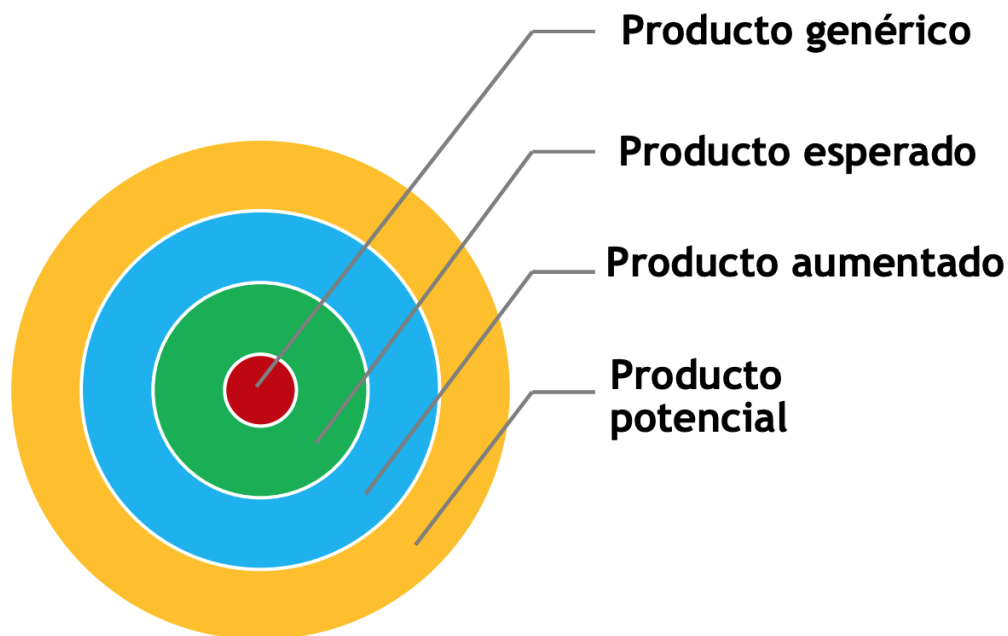 Producto genérico
Producto esperado
Producto aumentado
Producto
potencial